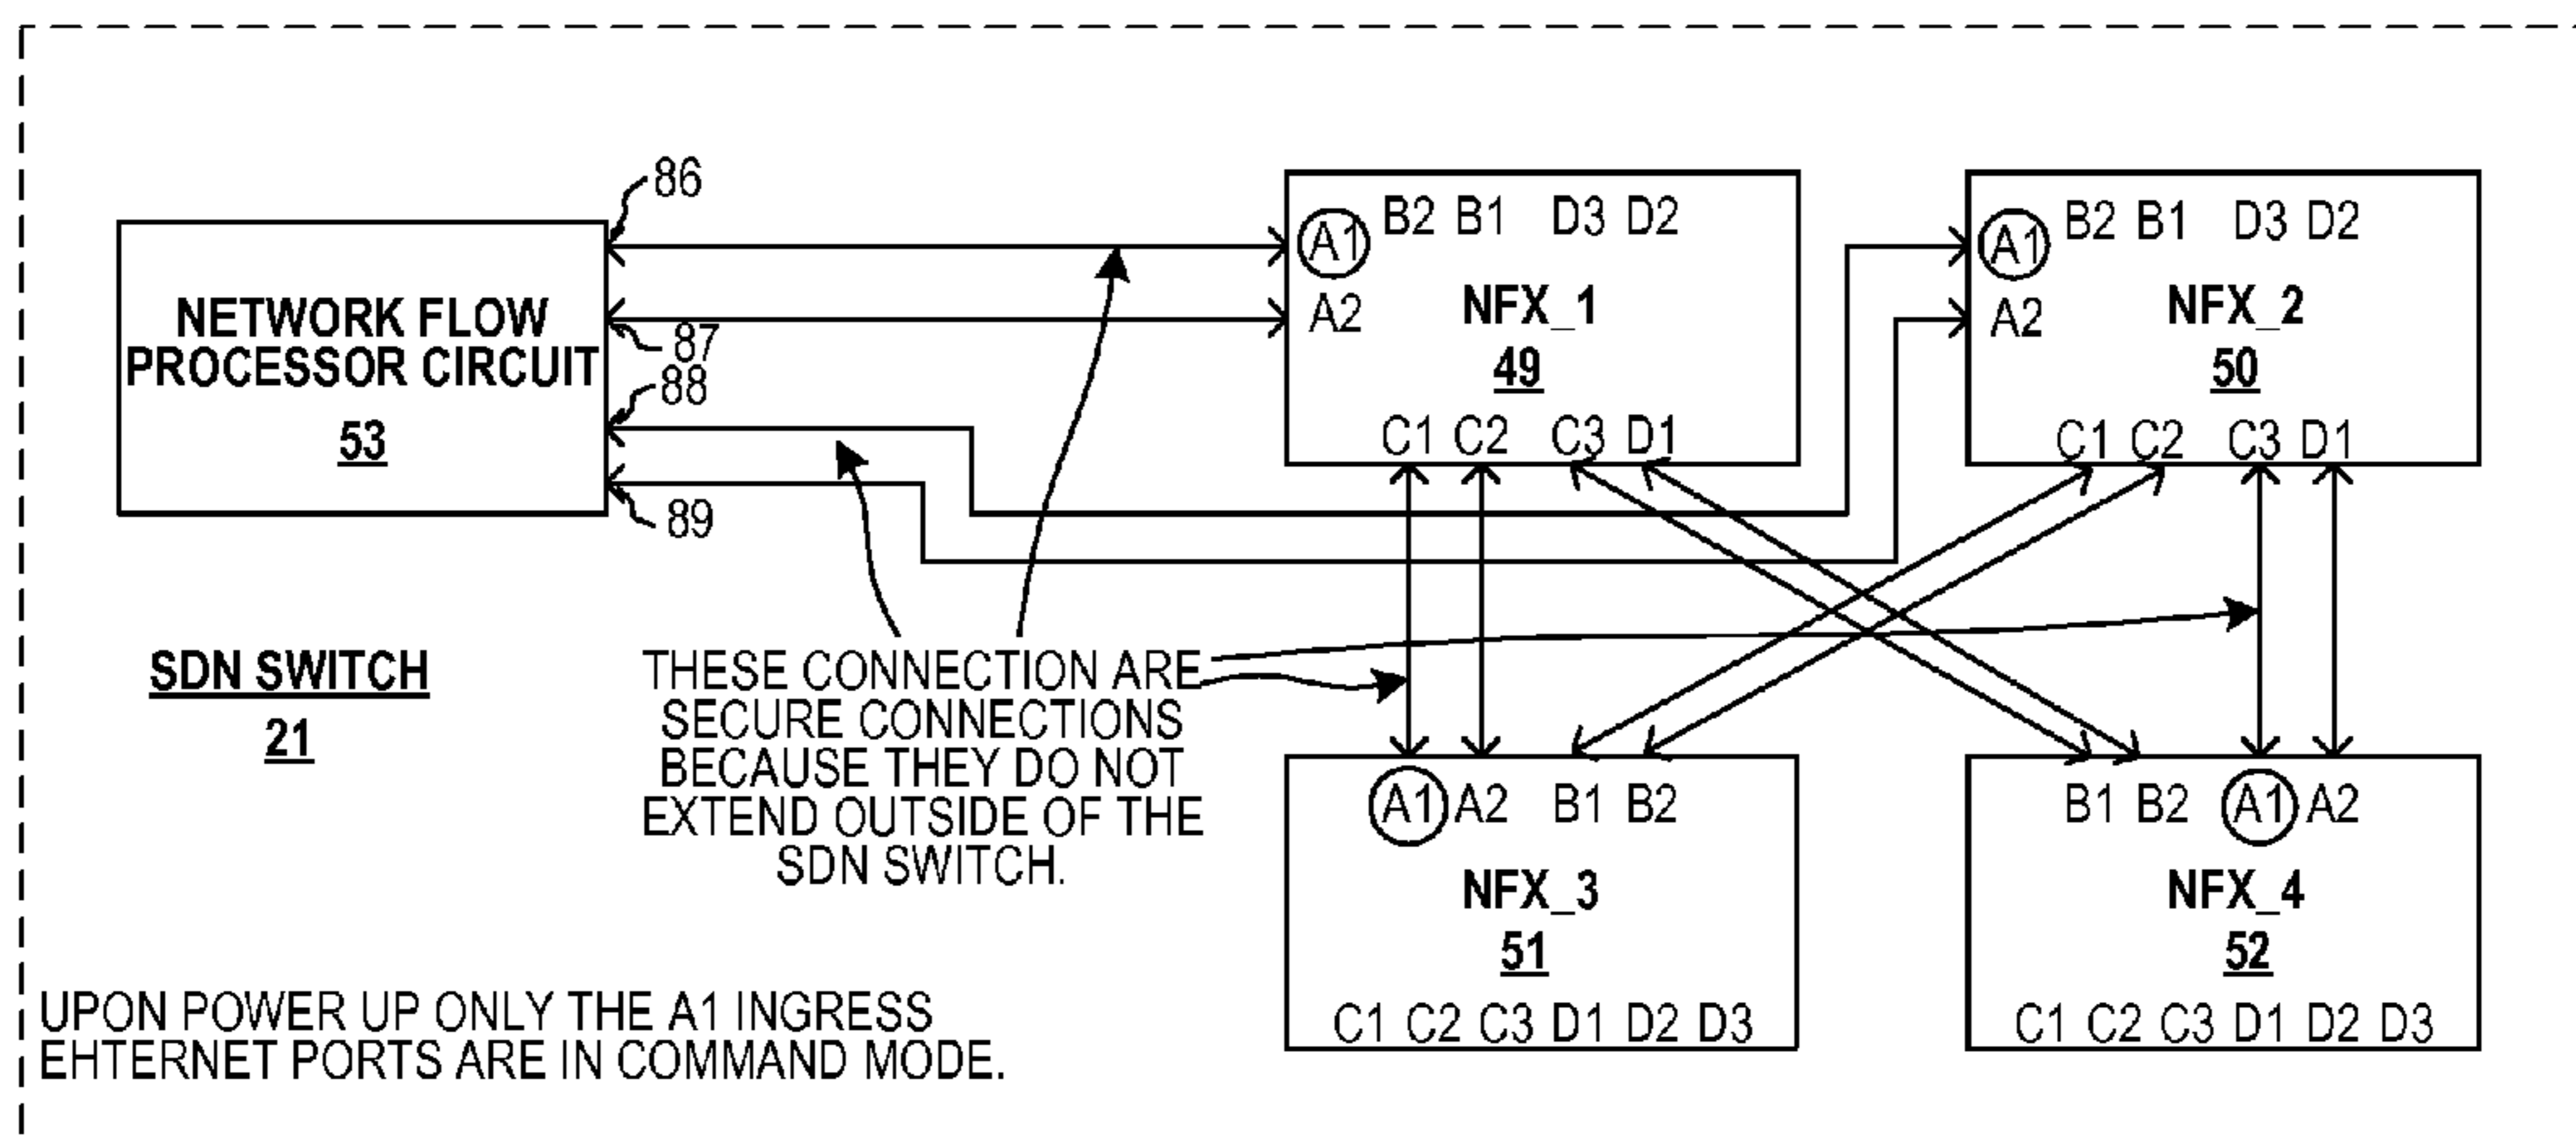 86
NETWORK FLOW
PROCESSOR CIRCUIT
53
87
88
89
B2 B1 D3 D2
A1
A2
NFX_1
49
C1 C2 C3 D1
B2 B1 D3 D2
A1
A2
NFX_2
50
C1 C2 C3 D1
SDN SWITCH
21
THESE CONNECTION ARE
SECURE CONNECTIONS
BECAUSE THEY DO NOT
EXTEND OUTSIDE OF THE
SDN SWITCH.
A1 A2 B1 B2
NFX_3
51
C1 C2 C3 D1 D2 D3
B1 B2 A1 A2
NFX_4
52
C1 C2 C3 D1 D2 D3
UPON POWER UP ONLY THE A1 INGRESS
EHTERNET PORTS ARE IN COMMAND MODE.